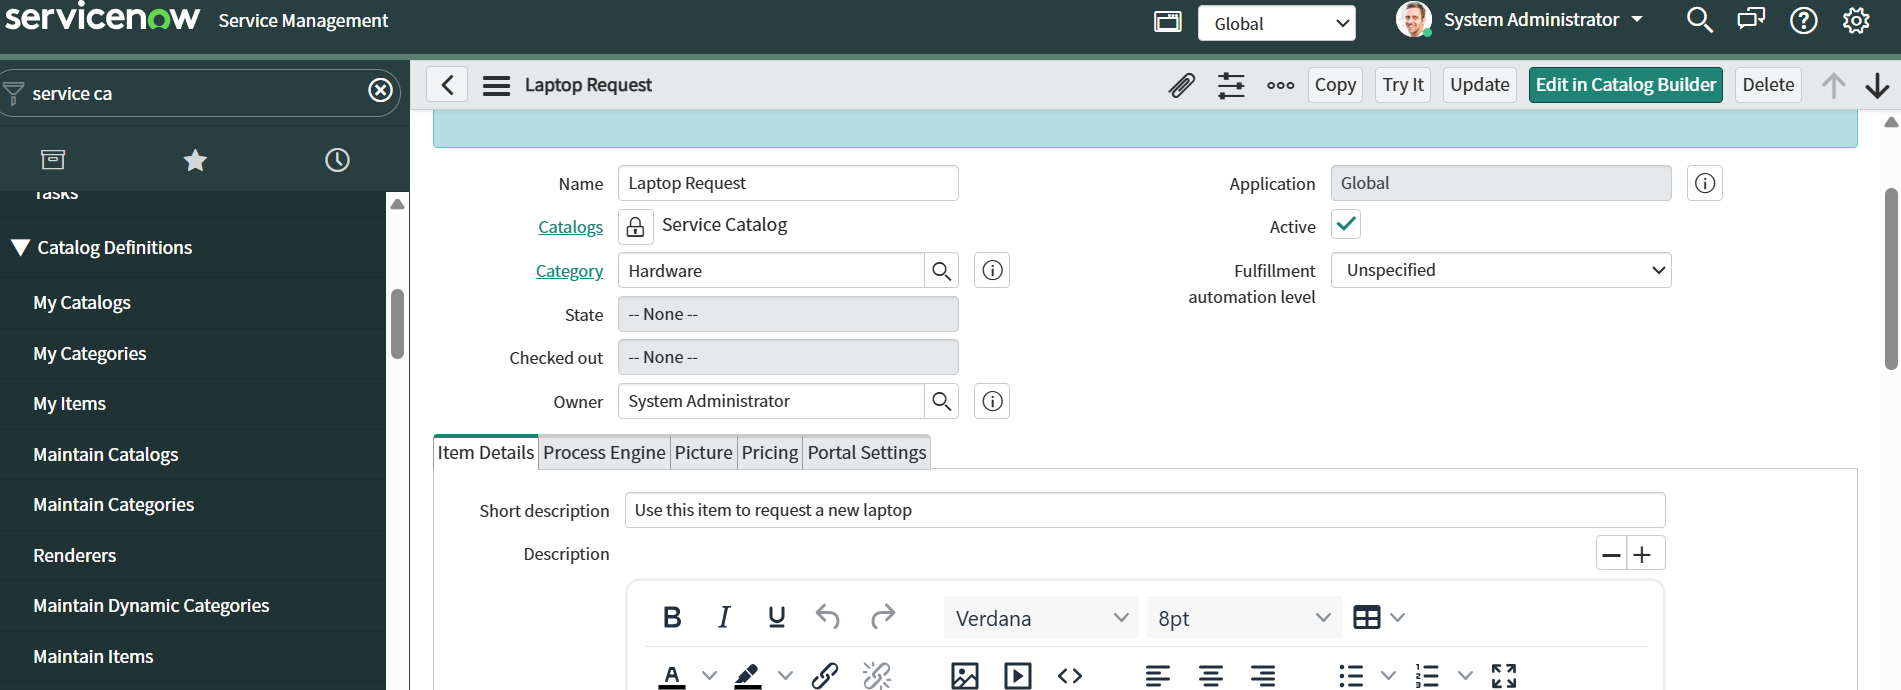 servicenow Service Management
Global
System Administrator
service ca
Laptop Request
Copy
Try It
Update
Edit in Catalog Builder
Delete
Tasks
Catalog Definitions
My Catalogs
My Categories
My Items
Maintain Catalogs
Maintain Categories
Renderers
Maintain Dynamic Categories
Maintain Items
Name Laptop Request
Catalogs Service Catalog
Category Hardware
State -- None --
Checked out -- None --
Owner System Administrator
Application Global
Active
Fulfillment Unspecified
automation level
Item Details Process Engine Picture Pricing Portal Settings
Short description Use this item to request a new laptop
Description
B I U Verdana 8pt
A